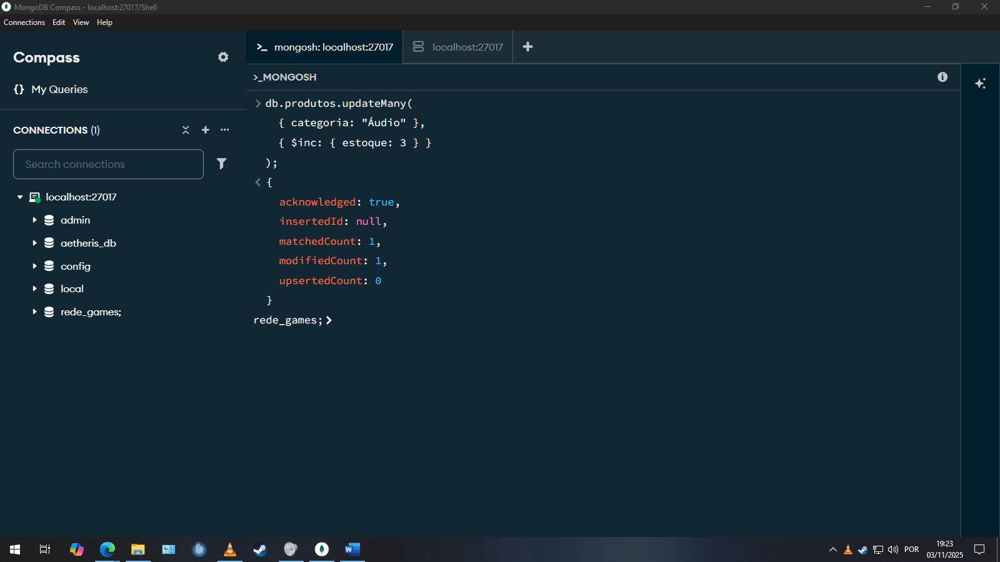 MongoDB Compass - localhost:27017/Shell
Connections Edit View Help
Compass
My Queries
CONNECTIONS (1)
Search connections
localhost:27017
admin
aetheris_db
config
local
rede_games;
mongosh: localhost:27017
localhost:27017
>_MONGOSH
db.produtos.updateMany(
{ categoria: "Áudio" },
{ $inc: { estoque: 3 } }
);
{
acknowledged: true,
insertedId: null,
matchedCount: 1,
modifiedCount: 1,
upsertedCount: 0
}
rede_games;>
POR
19:23
03/11/2025